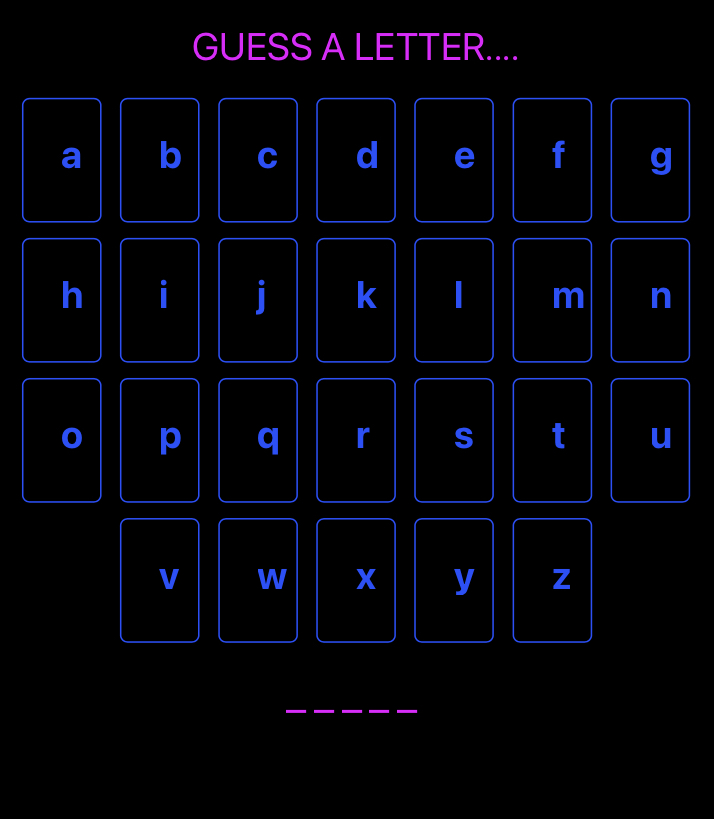 GUESS A LETTER....
a b c d e f g
h i j k l m n
o p q r s t u
v w x y z
_ _ _ _ _